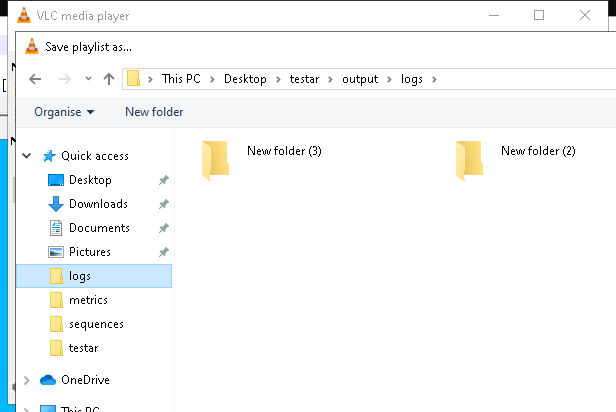 VLC media player
Save playlist as...
This PC > Desktop > testar > output > logs >
Organise New folder
Quick access
New folder (3) New folder (2)
Desktop
Downloads
Documents
Pictures
logs
metrics
sequences
testar
OneDrive
This PC